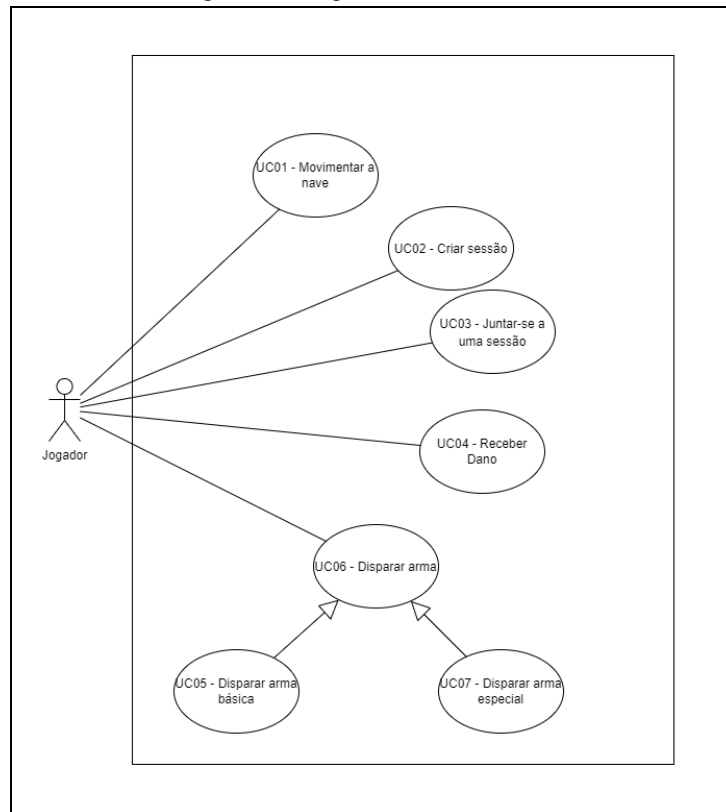 UC01 - Movimentar a
nave
UC02 - Criar sessão
UC03 - Juntar-se a
uma sessão
Jogador
UC04 - Receber
Dano
UC06 - Disparar arma
UC05 - Disparar arma
básica
UC07 - Disparar arma
especial